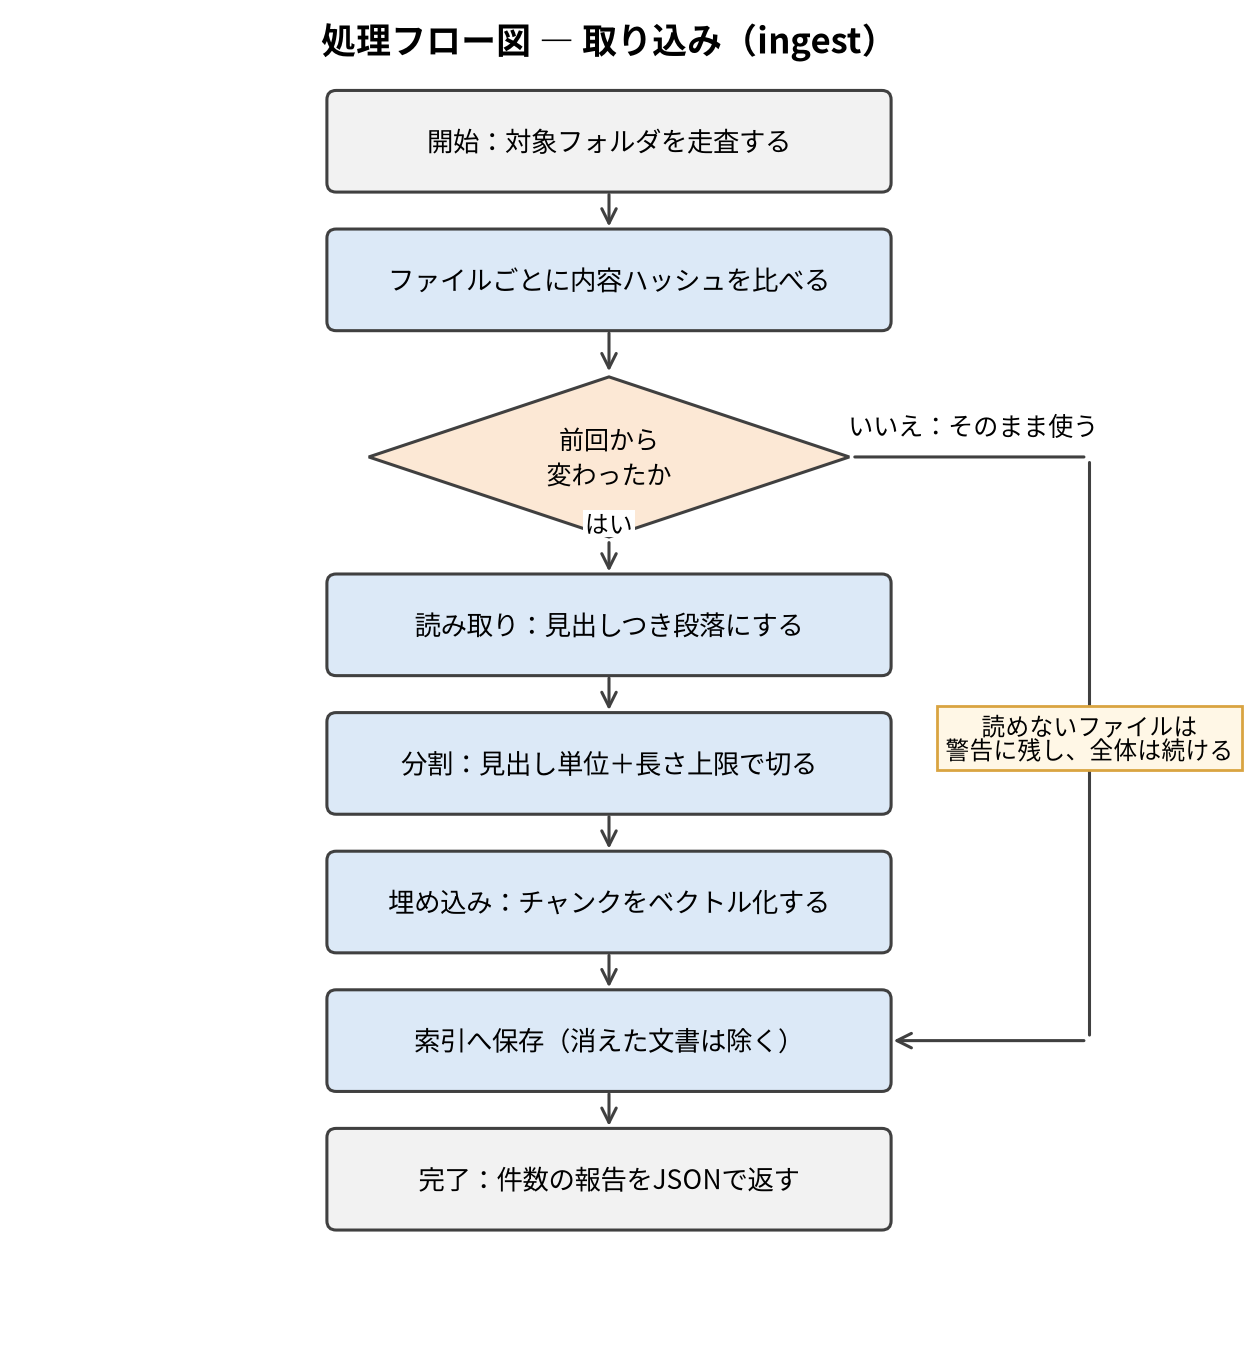 処理フロー図 — 取り込み（ingest）
開始：対象フォルダを走査する
ファイルごとに内容ハッシュを比べる
前回から
変わったか
いいえ：そのまま使う
はい
読み取り：見出しつき段落にする
分割：見出し単位＋長さ上限で切る
読めないファイルは
警告に残し、全体は続ける
埋め込み：チャンクをベクトル化する
索引へ保存（消えた文書は除く）
完了：件数の報告をJSONで返す